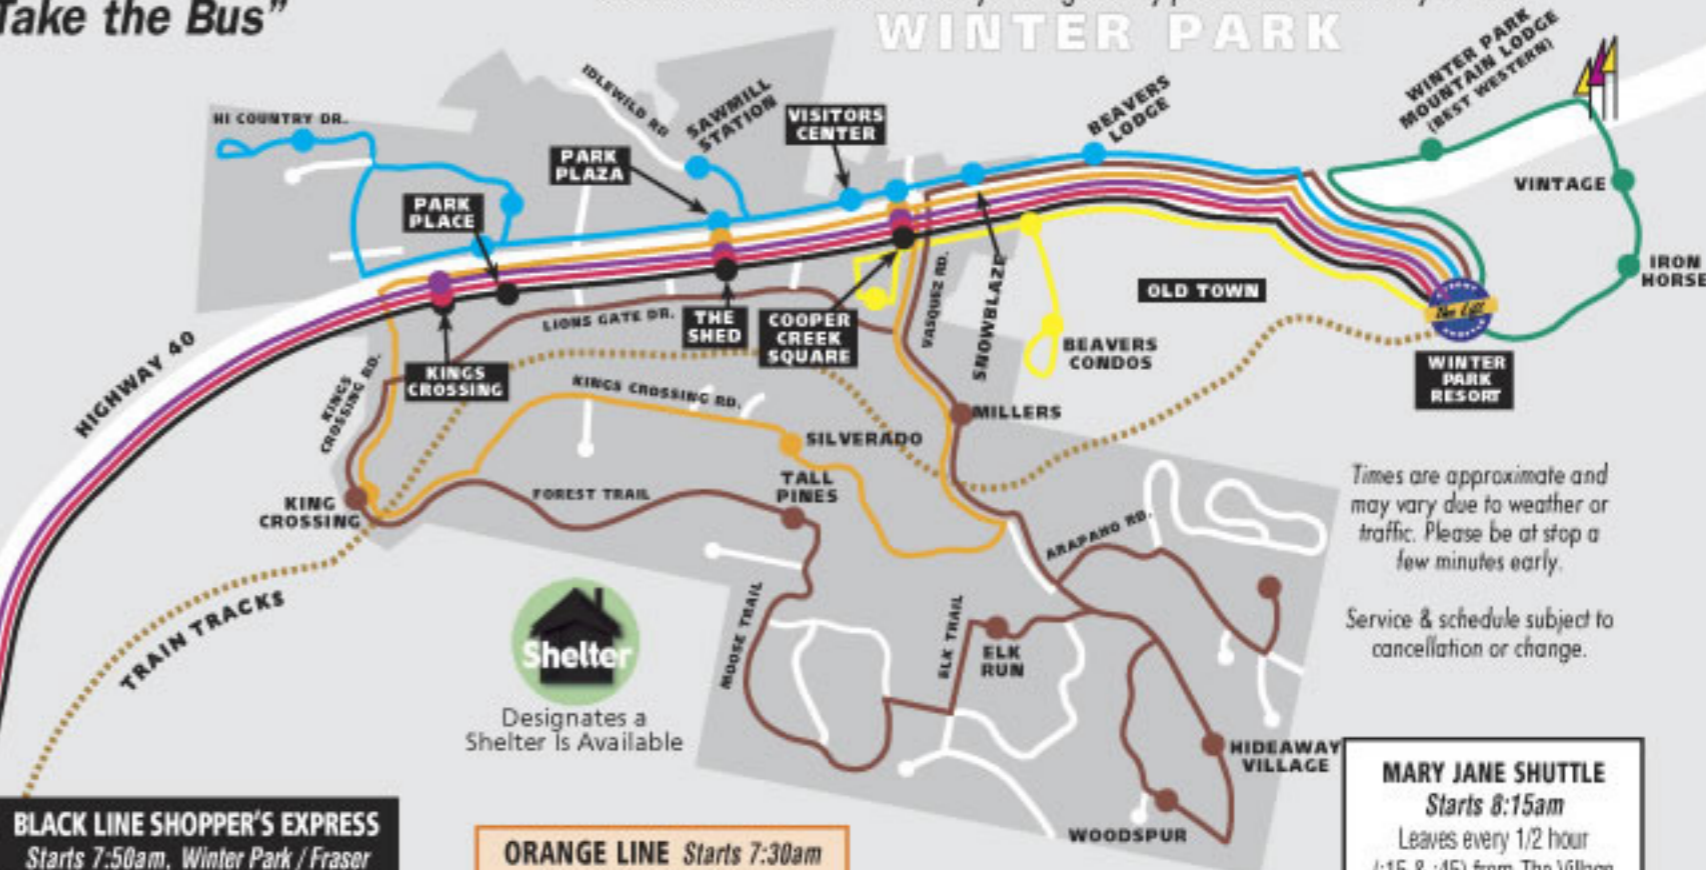 Take the Bus"
WINTER PARK
HI COUNTRY DR.
IDLEWILD RD
SAWMILL
STATION
VISITORS
CENTER
BEAVERS
LODGE
WINTER PARK
MOUNTAIN LODGE
(BEST WESTERN)
PARK
PLAZA
PARK
PLACE
VINTAGE
IRON
HORSE
OLD TOWN
HIGHWAY 40
LIONS GATE DR.
THE
SHED
COOPER
CREEK
SQUARE
VASQUEZ RD.
SNOWBLAZE
BEAVERS
CONDOS
The Lift
WINTER
PARK
RESORT
KINGS
CROSSING RD.
KINGS
CROSSING
KINGS CROSSING RD.
MILLERS
SILVERADO
KING
CROSSING
FOREST TRAIL
TALL
PINES
ARAPAHO RD.
Times are approximate and
may vary due to weather or
traffic. Please be at stop a
few minutes early.
Service & schedule subject to
cancellation or change.
TRAIN TRACKS
Shelter
Designates a
Shelter Is Available
MOOSE TRAIL
ELK TRAIL
ELK
RUN
HIDEAWAY
VILLAGE
WOODSPUR
BLACK LINE SHOPPER'S EXPRESS
Starts 7:50am, Winter Park / Fraser
ORANGE LINE Starts 7:30am
MARY JANE SHUTTLE
Starts 8:15am
Leaves every 1/2 hour
(:15 & :45) from The Village